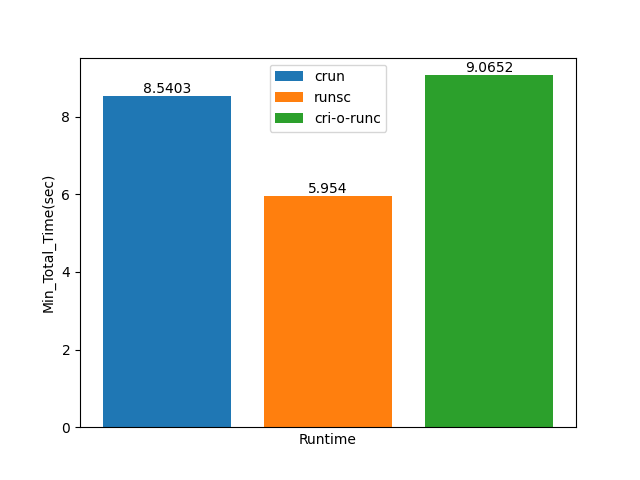 9.0652
8.5403
crun
runsc
cri-o-runc
5.954
8
6
4
2
0
Min_Total_Time(sec)
Runtime